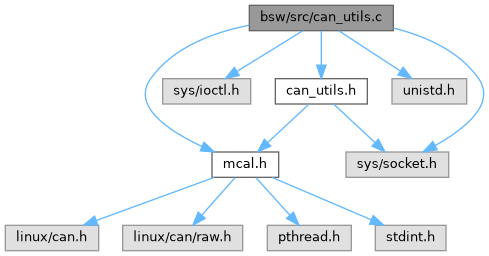 bsw/src/can_utils.c
sys/ioctl.h
can_utils.h
unistd.h
mcal.h
sys/socket.h
linux/can.h
linux/can/raw.h
pthread.h
stdint.h